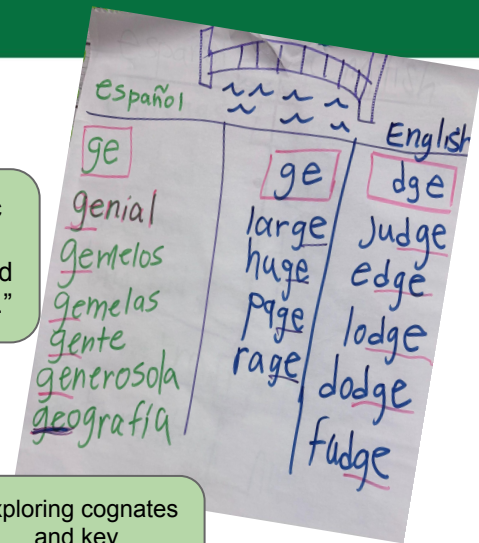 español
ge
genial
gemelos
gemelas
gente
generosola
geografía
ge
large
huge
page
rage
English
dge
Judge
edge
lodge
dodge
fudge
”
xploring cognates
and key